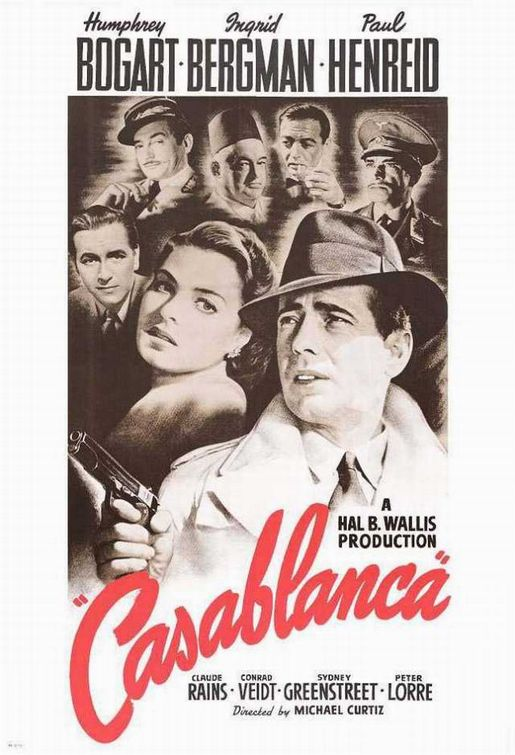 Humphrey Ingrid Paul
BOGART · BERGMAN · HENREID
A
HAL B. WALLIS
PRODUCTION
"Casablanca"
CLAUDE CONRAD SYDNEY PETER
RAINS · VEIDT · GREENSTREET · LORRE
Directed by MICHAEL CURTIZ